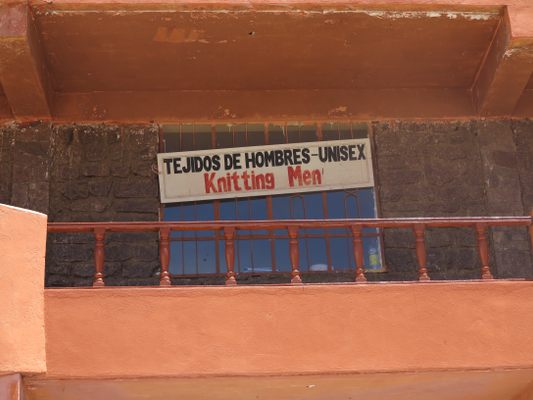 TEJIDOS DE HOMBRES-UNISEX
Knitting Men'